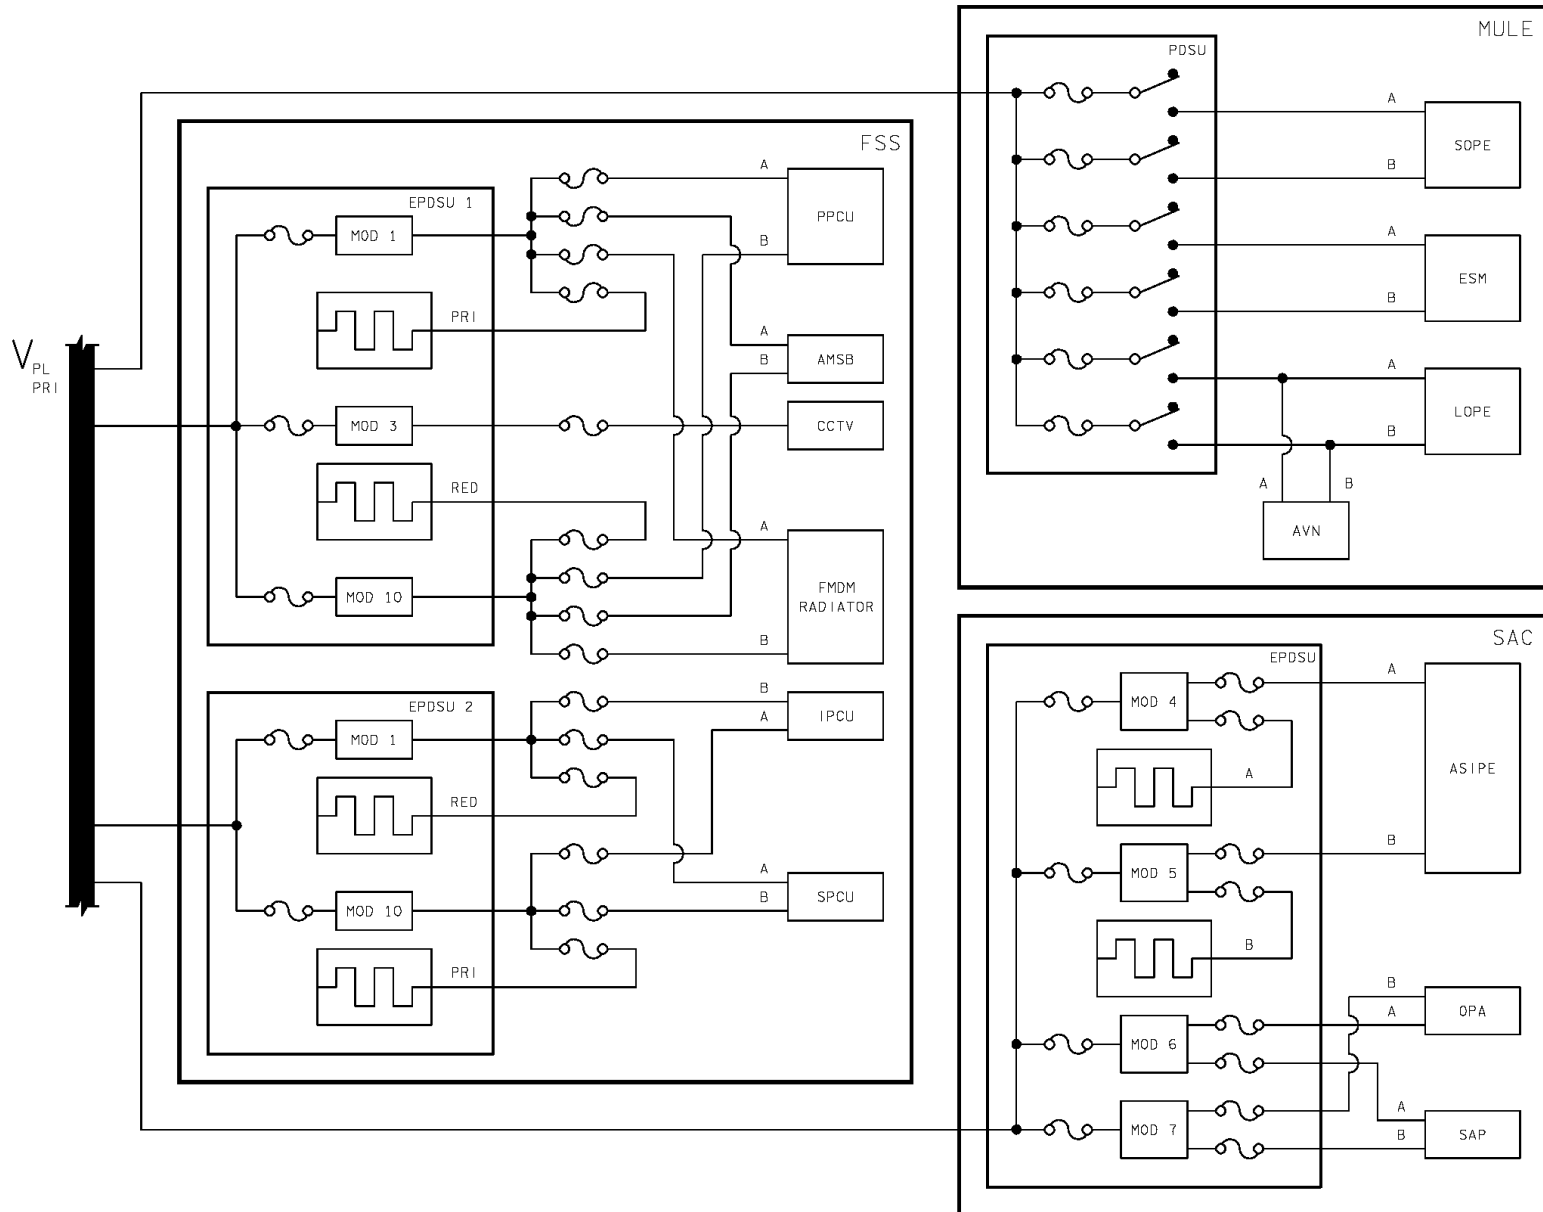 V
PL
PRI
FSS
EPDSU 1
MOD 1
PRI
MOD 3
RED
MOD 10
A
PPCU
B
A
B
AMSB
CCTV
A
FMDM
RADIATOR
B
EPDSU 2
MOD 1
RED
MOD 10
PRI
B
A
IPCU
A
B
SPCU
MULE
PDSU
A
SOPE
B
A
ESM
B
A
LOPE
B
A
B
AVN
SAC
EPDSU
MOD 4
A
MOD 5
B
MOD 6
MOD 7
A
ASIPE
B
B
A
OPA
A
B
SAP